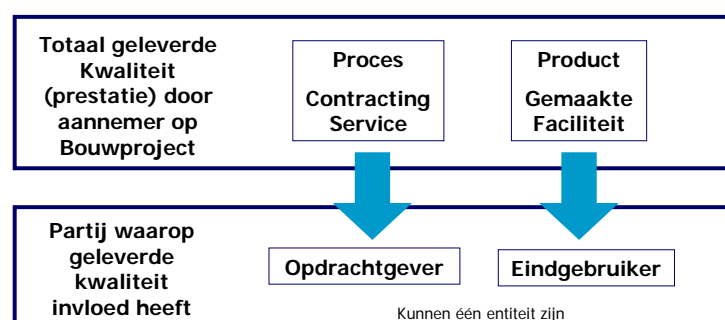 Totaal geleverde
Kwaliteit
(prestatie) door
aannemer op
Bouwproject
Proces
Contracting
Service
Product
Gemaakte
Faciliteit
Partij waarop
geleverde
kwaliteit
invloed heeft
Opdrachtgever
Eindgebruiker
Kunnen één entiteit zijn